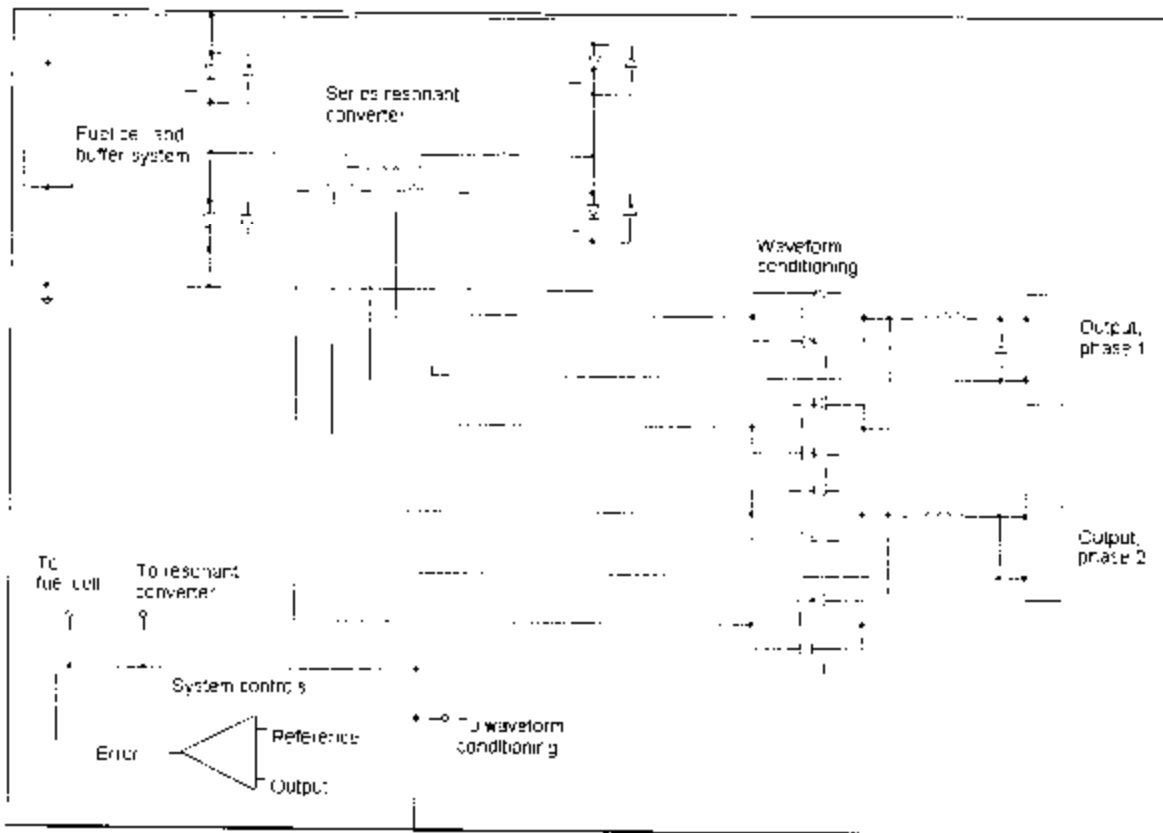 Series resonant
converter
Fuel cell and
buffer system
Waveform
conditioning
Output,
phase 1
Output,
phase 2
To
fuel cell
To resonant
converter
System controls
Reference
Error
Output
To waveform
conditioning